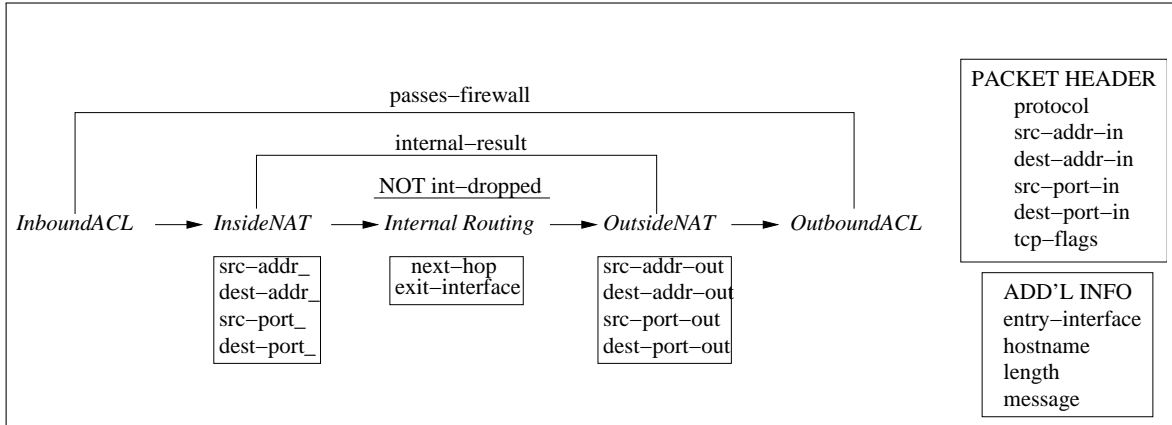 passes−firewall
internal−result
NOT int−dropped
InboundACL
InsideNAT
Internal Routing
OutsideNAT
OutboundACL
src−addr_
dest−addr_
src−port_
dest−port_
next−hop
exit−interface
src−addr−out
dest−addr−out
src−port−out
dest−port−out
PACKET HEADER
protocol
src−addr−in
dest−addr−in
src−port−in
dest−port−in
tcp−flags
ADD'L INFO
entry−interface
hostname
length
message